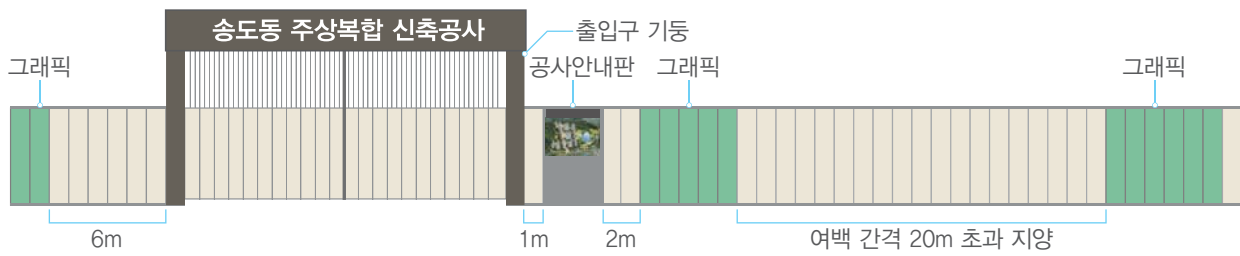 송도동 주상복합 신축공사
출입구 기둥
그래픽
공사안내판
그래픽
그래픽
6m
1m
2m
여백 간격 20m 초과 지양